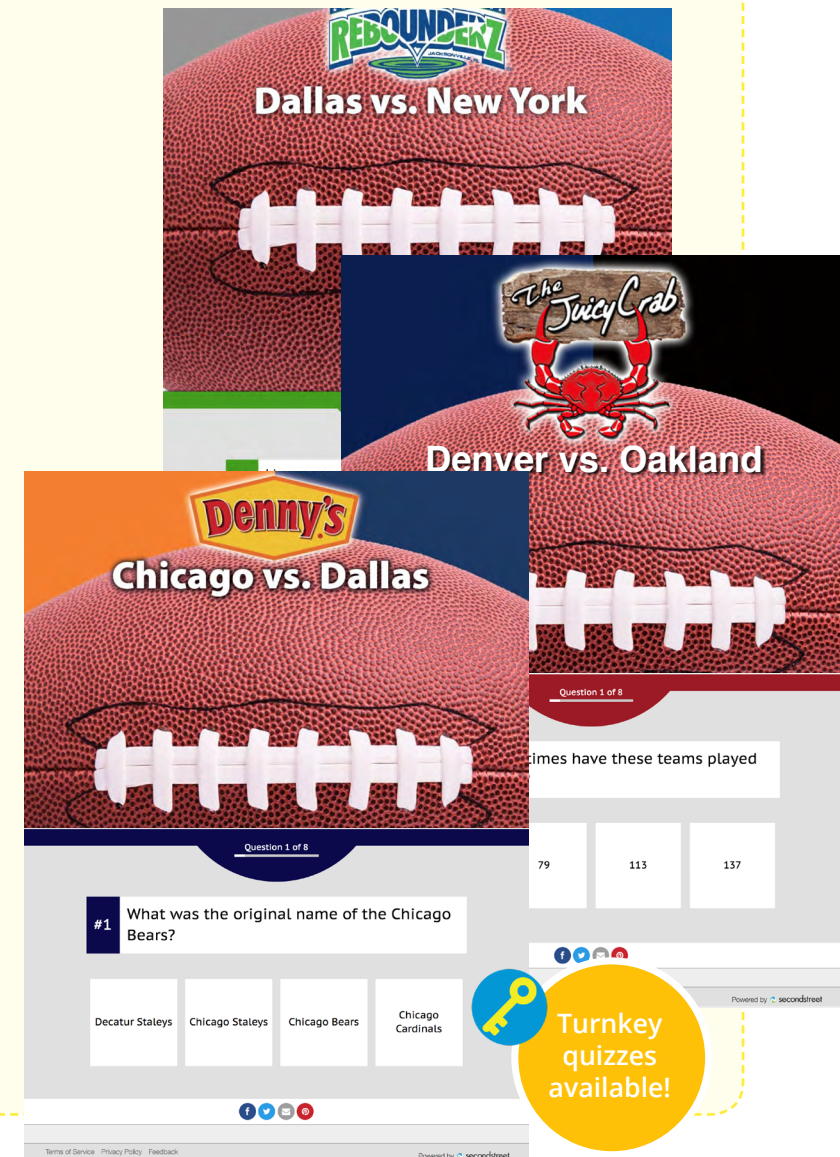 REBOUNDERZ
JACKSONVILLE, FL
Dallas vs. New York
The
Juicy Crab
Denver vs. Oakland
Question 1 of 8
times have these teams played
79
113
137
Powered by secondstreet
Denny's
Chicago vs. Dallas
Question 1 of 8
#1
What was the original name of the Chicago
Bears?
Decatur Staleys
Chicago Staleys
Chicago Bears
Chicago
Cardinals
Terms of Service Privacy Policy Feedback
Powered by secondstreet
Turnkey
quizzes
available!